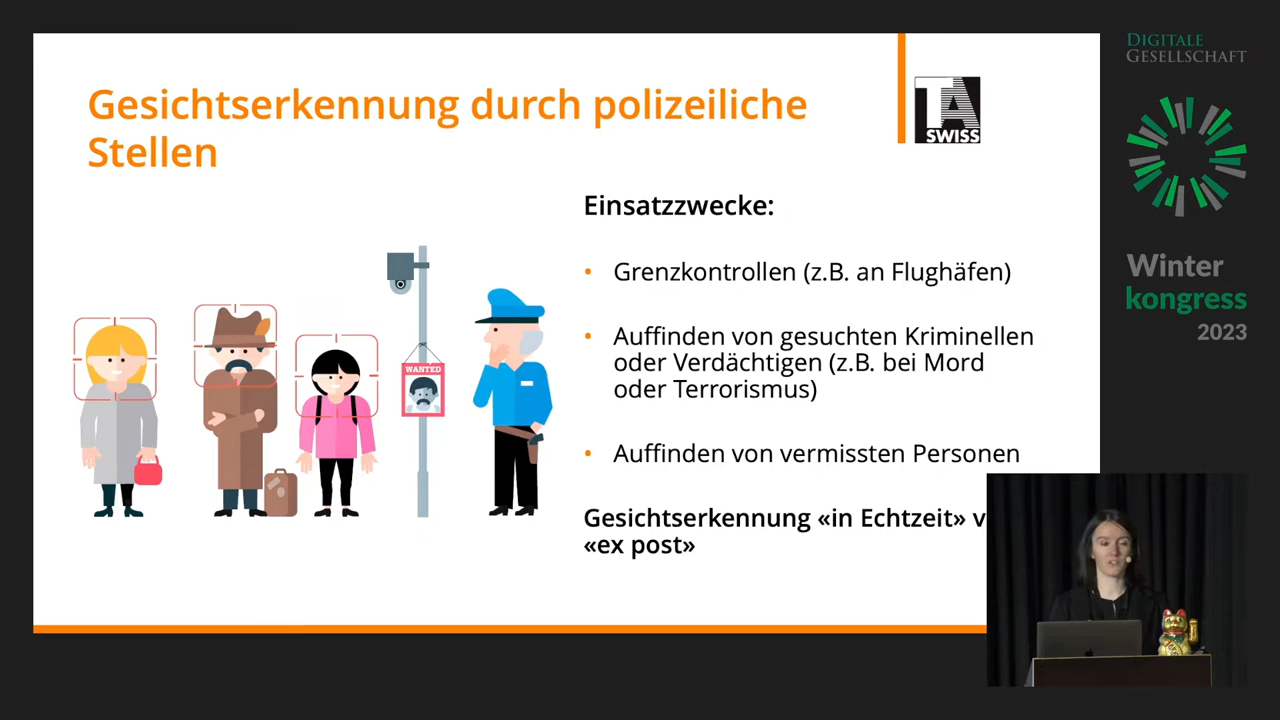 Gesichtserkennung durch polizeiliche
Stellen
TA
SWISS
Einsatzzwecke:
• Grenzkontrollen (z.B. an Flughäfen)
• Auffinden von gesuchten Kriminellen
oder Verdächtigen (z.B. bei Mord
oder Terrorismus)
• Auffinden von vermissten Personen
Gesichtserkennung «in Echtzeit» v
«ex post»
WANTED
DIGITALE
GESELLSCHAFT
Winter
kongress
2023